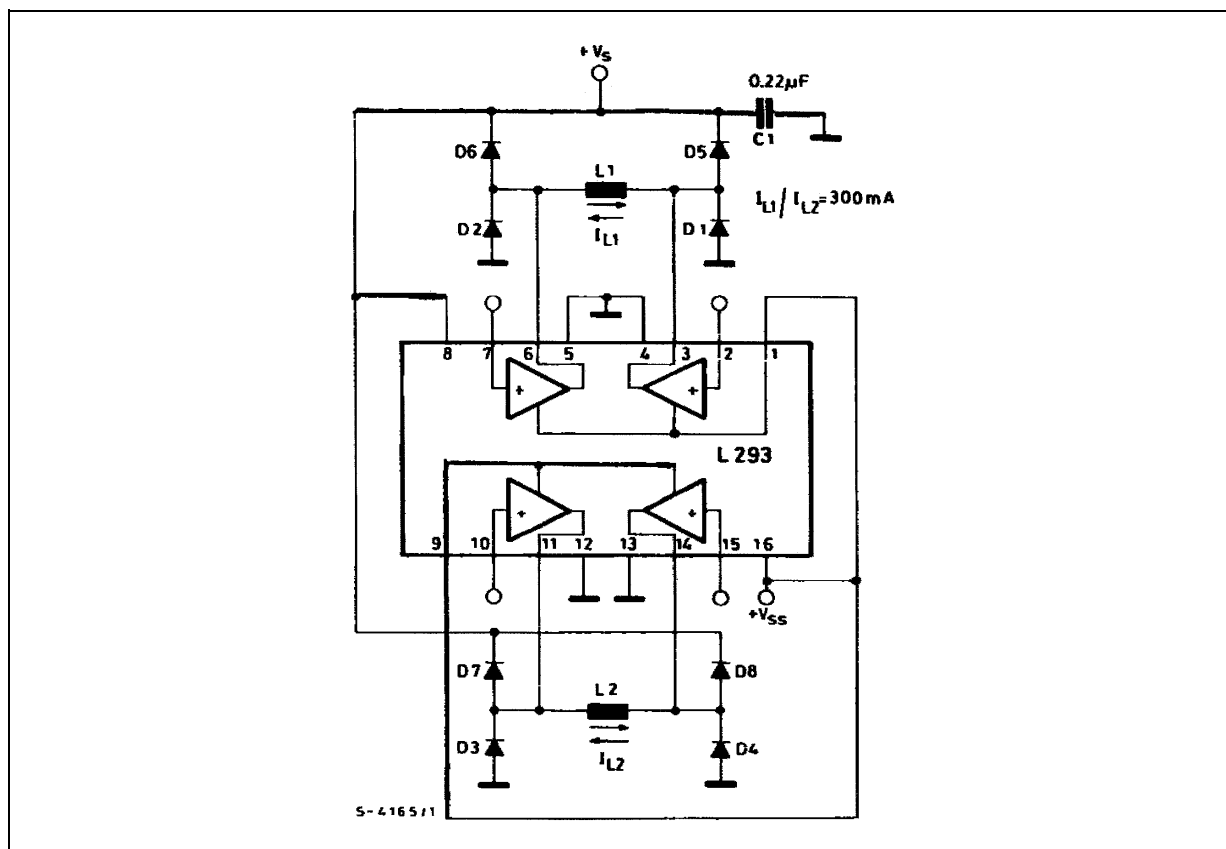 +VS
0.22µF
C1
D6
D5
L1
IL1/IL2=300mA
D2
IL1
D1
8 7 6 5 4 3 2 1
+ +
L293
+ +
9 10 11 12 13 14 15 16
+VSS
D7
D8
L2
D3
D4
IL2
S-4165/1